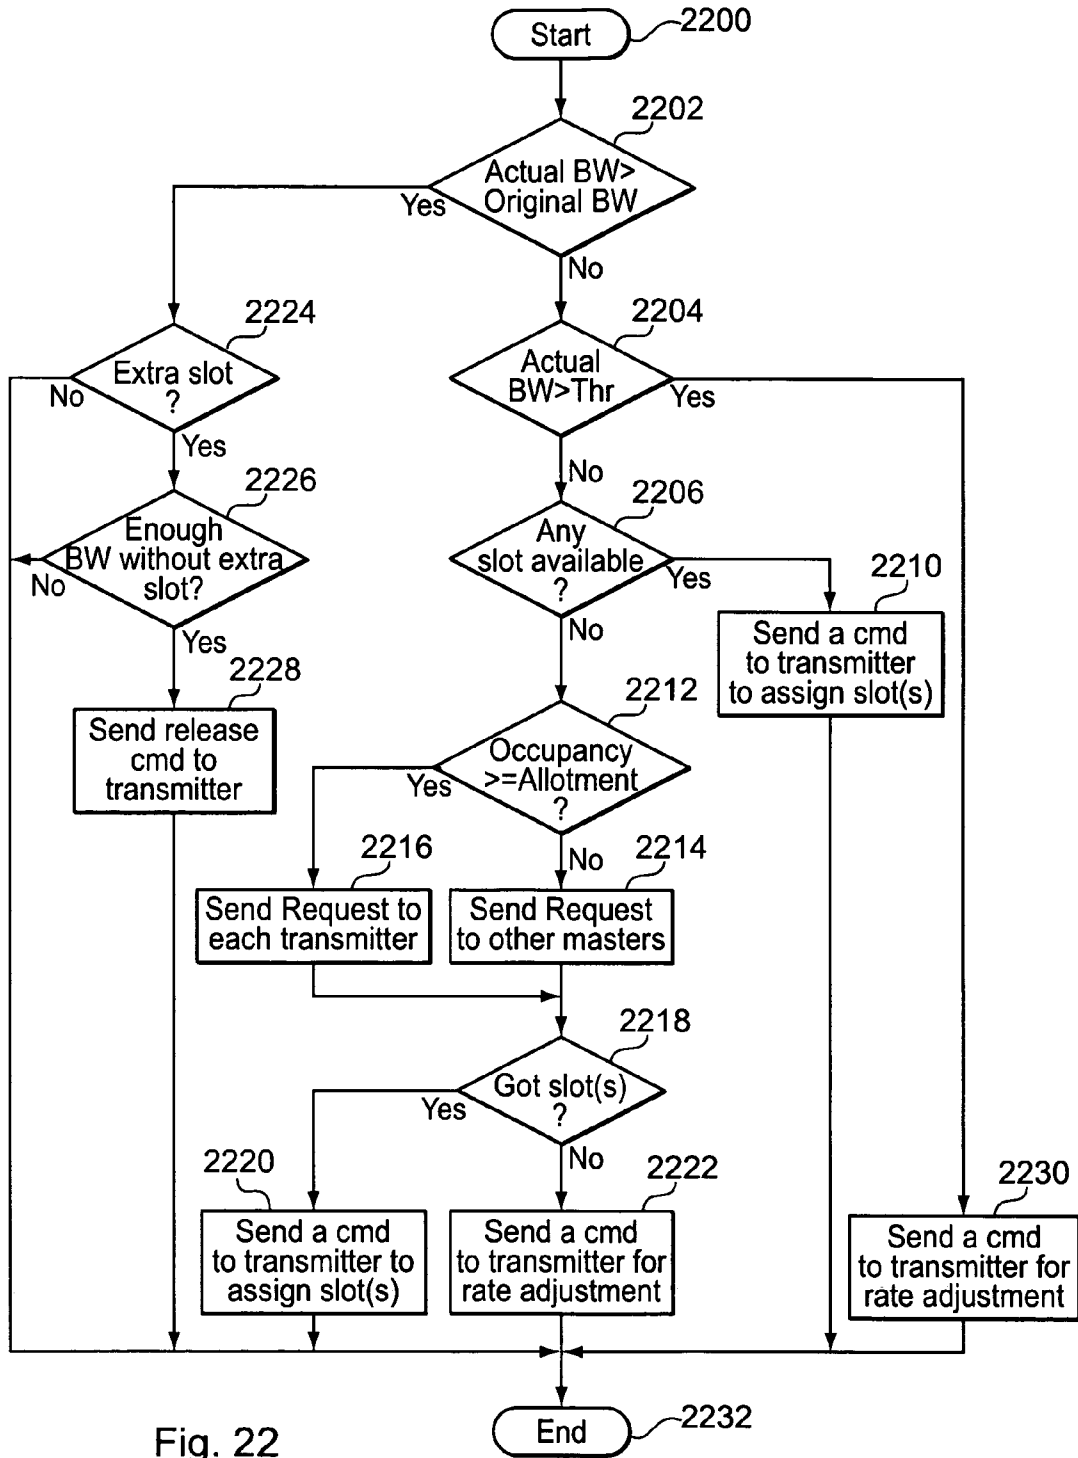 Start
2200
2202
Actual BW>
Original BW
Yes
No
2224
Extra slot
?
No
Yes
2204
Actual
BW>Thr
Yes
No
2226
Enough
BW without extra
slot?
No
Yes
2206
Any
slot available
?
Yes
No
2210
Send a cmd
to transmitter
to assign slot(s)
2228
Send release
cmd to
transmitter
2212
Occupancy
>=Allotment
?
Yes
No
2216
Send Request to
each transmitter
2214
Send Request
to other masters
2218
Got slot(s)
?
Yes
No
2220
Send a cmd
to transmitter to
assign slot(s)
2222
Send a cmd
to transmitter for
rate adjustment
2230
Send a cmd
to transmitter for
rate adjustment
End
2232
Fig. 22